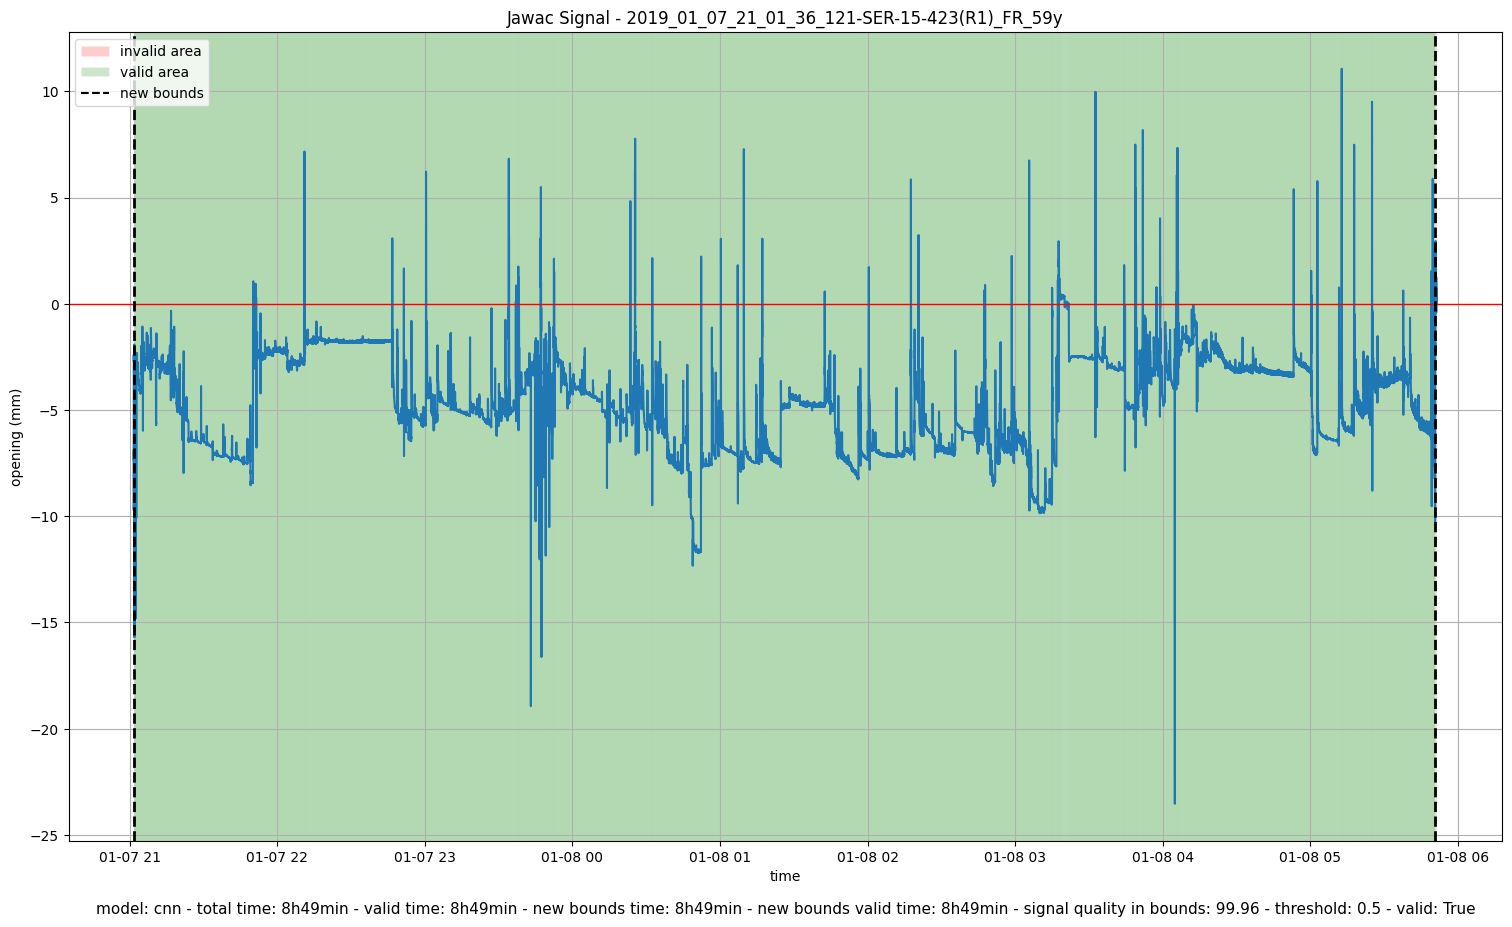 Jawac Signal - 2019_01_07_21_01_36_121-SER-15-423(R1)_FR_59y
invalid area
valid area
new bounds
10
5
0
−5
−10
−15
−20
−25
opening (mm)
01-07 21
01-07 22
01-07 23
01-08 00
01-08 01
01-08 02
01-08 03
01-08 04
01-08 05
01-08 06
time
model: cnn - total time: 8h49min - valid time: 8h49min - new bounds time: 8h49min - new bounds valid time: 8h49min - signal quality in bounds: 99.96 - threshold: 0.5 - valid: True